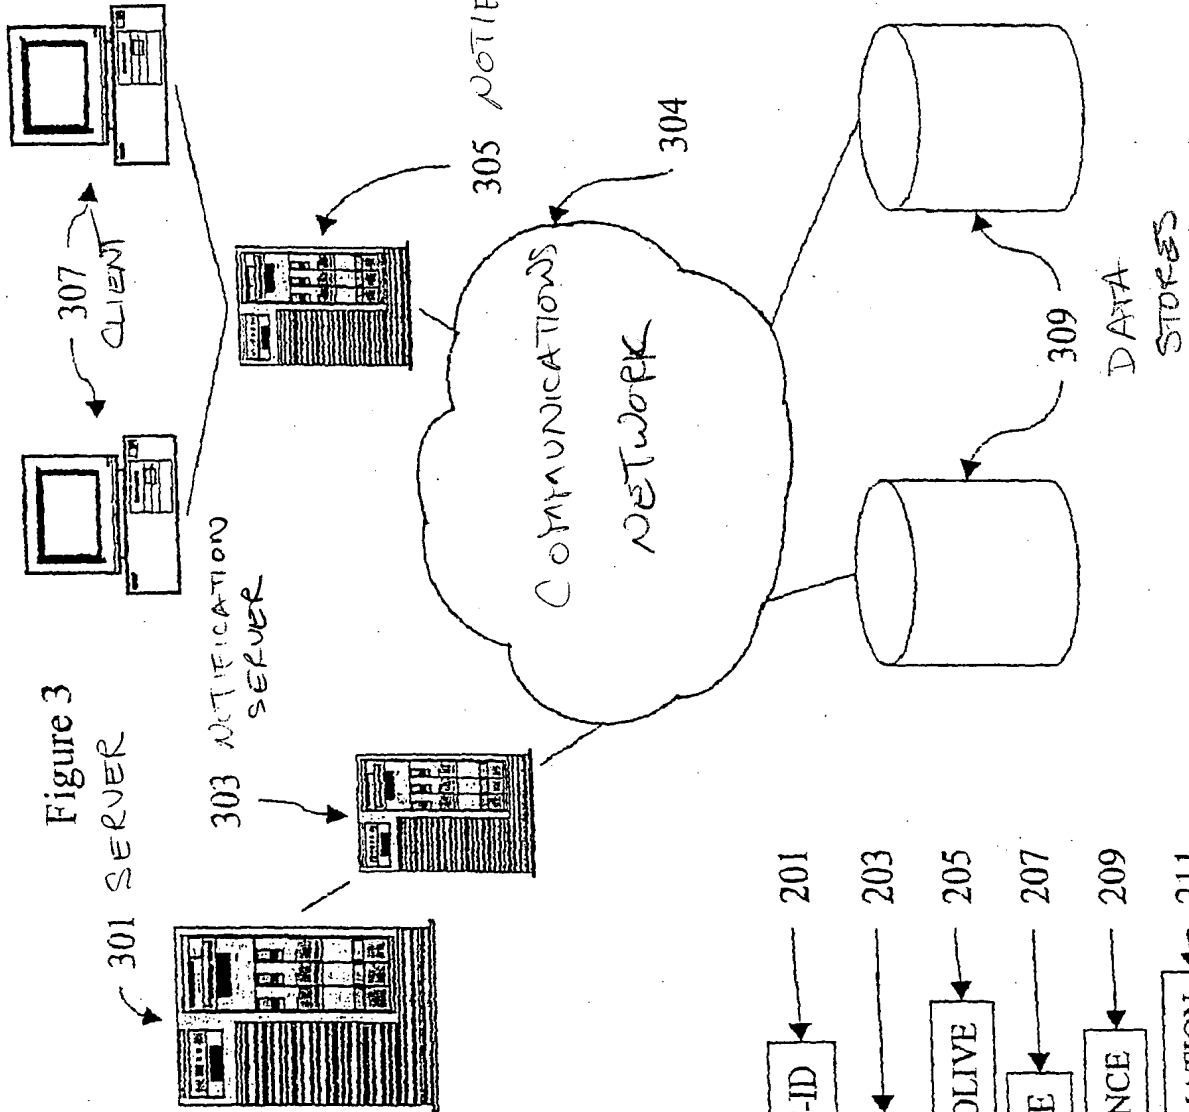 Figure 3
301 SERVER
303 NOTIFICATION
SERVER
307
CLIENT
305
304
COMMUNICATIONS
NETWORK
309
DATA
STORES
-ID
201
203
OLIVE
205
E
207
NCE
209
211